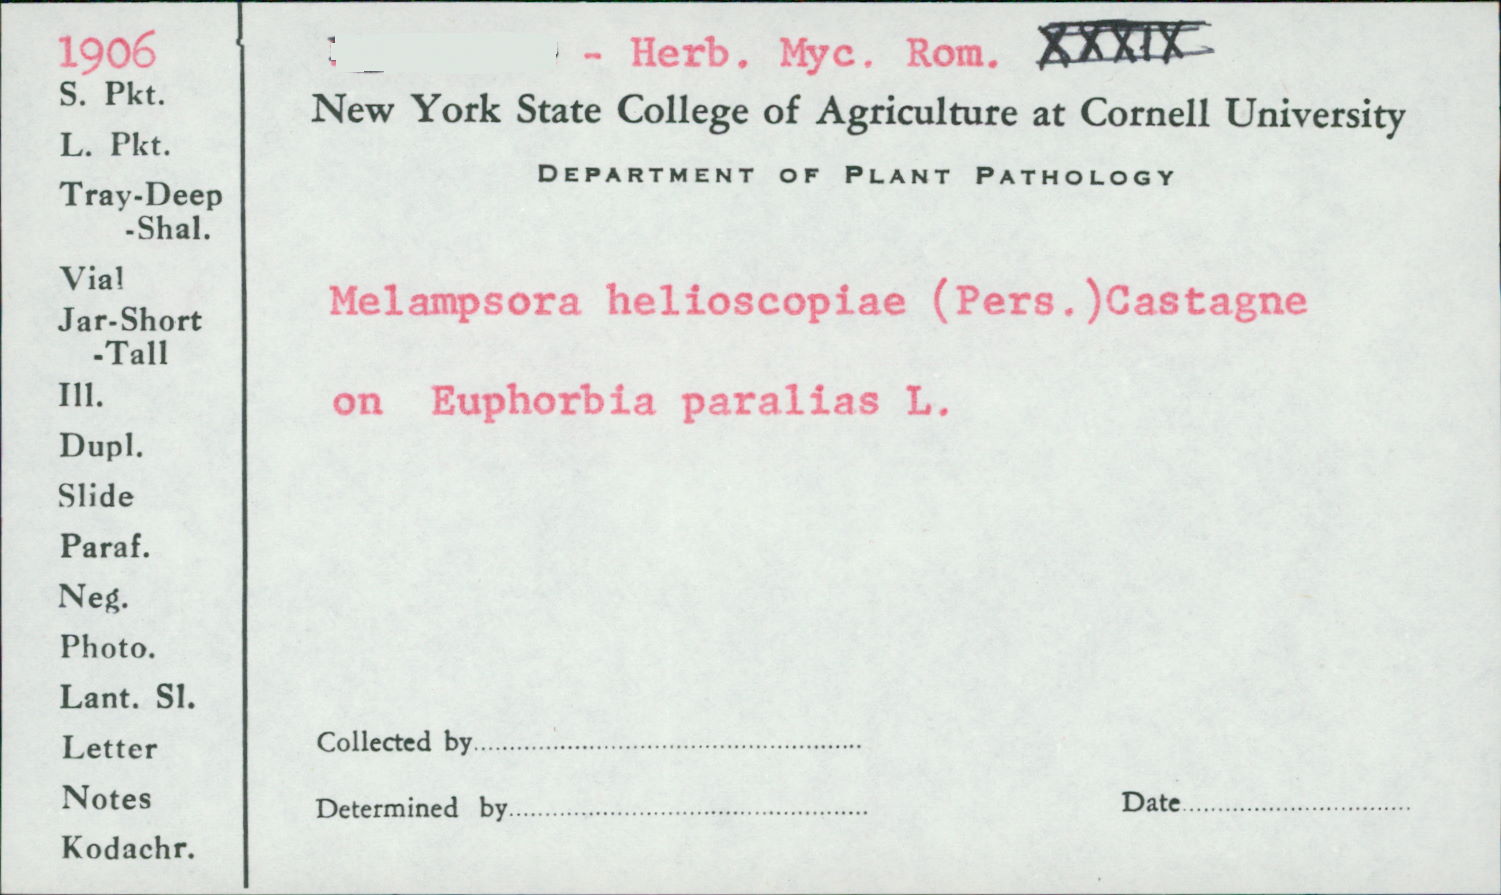 1906
- Herb. Myc. Rom. XXXIX
S. Pkt.
L. Pkt.
Tray-Deep
-Shal.
Vial
Jar-Short
-Tall
Ill.
Dupl.
Slide
Paraf.
Neg.
Photo.
Lant. Sl.
Letter
Notes
Kodachr.
New York State College of Agriculture at Cornell University
DEPARTMENT OF PLANT PATHOLOGY
Melampsora helioscopiae (Pers.)Castagne
on Euphorbia paralias L.
Collected by
Determined by
Date